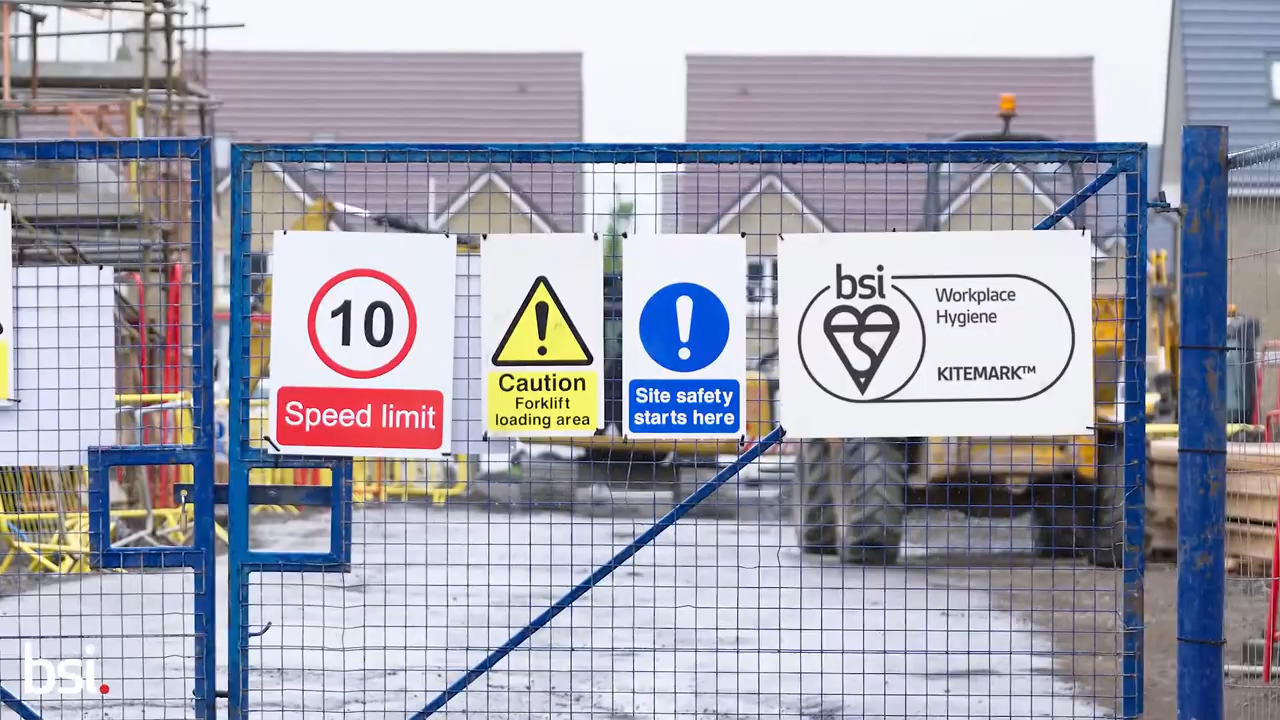 10
Speed limit
Caution
Forklift
loading area
Site safety
starts here
bsi
Workplace
Hygiene
KITEMARK™
bsi.